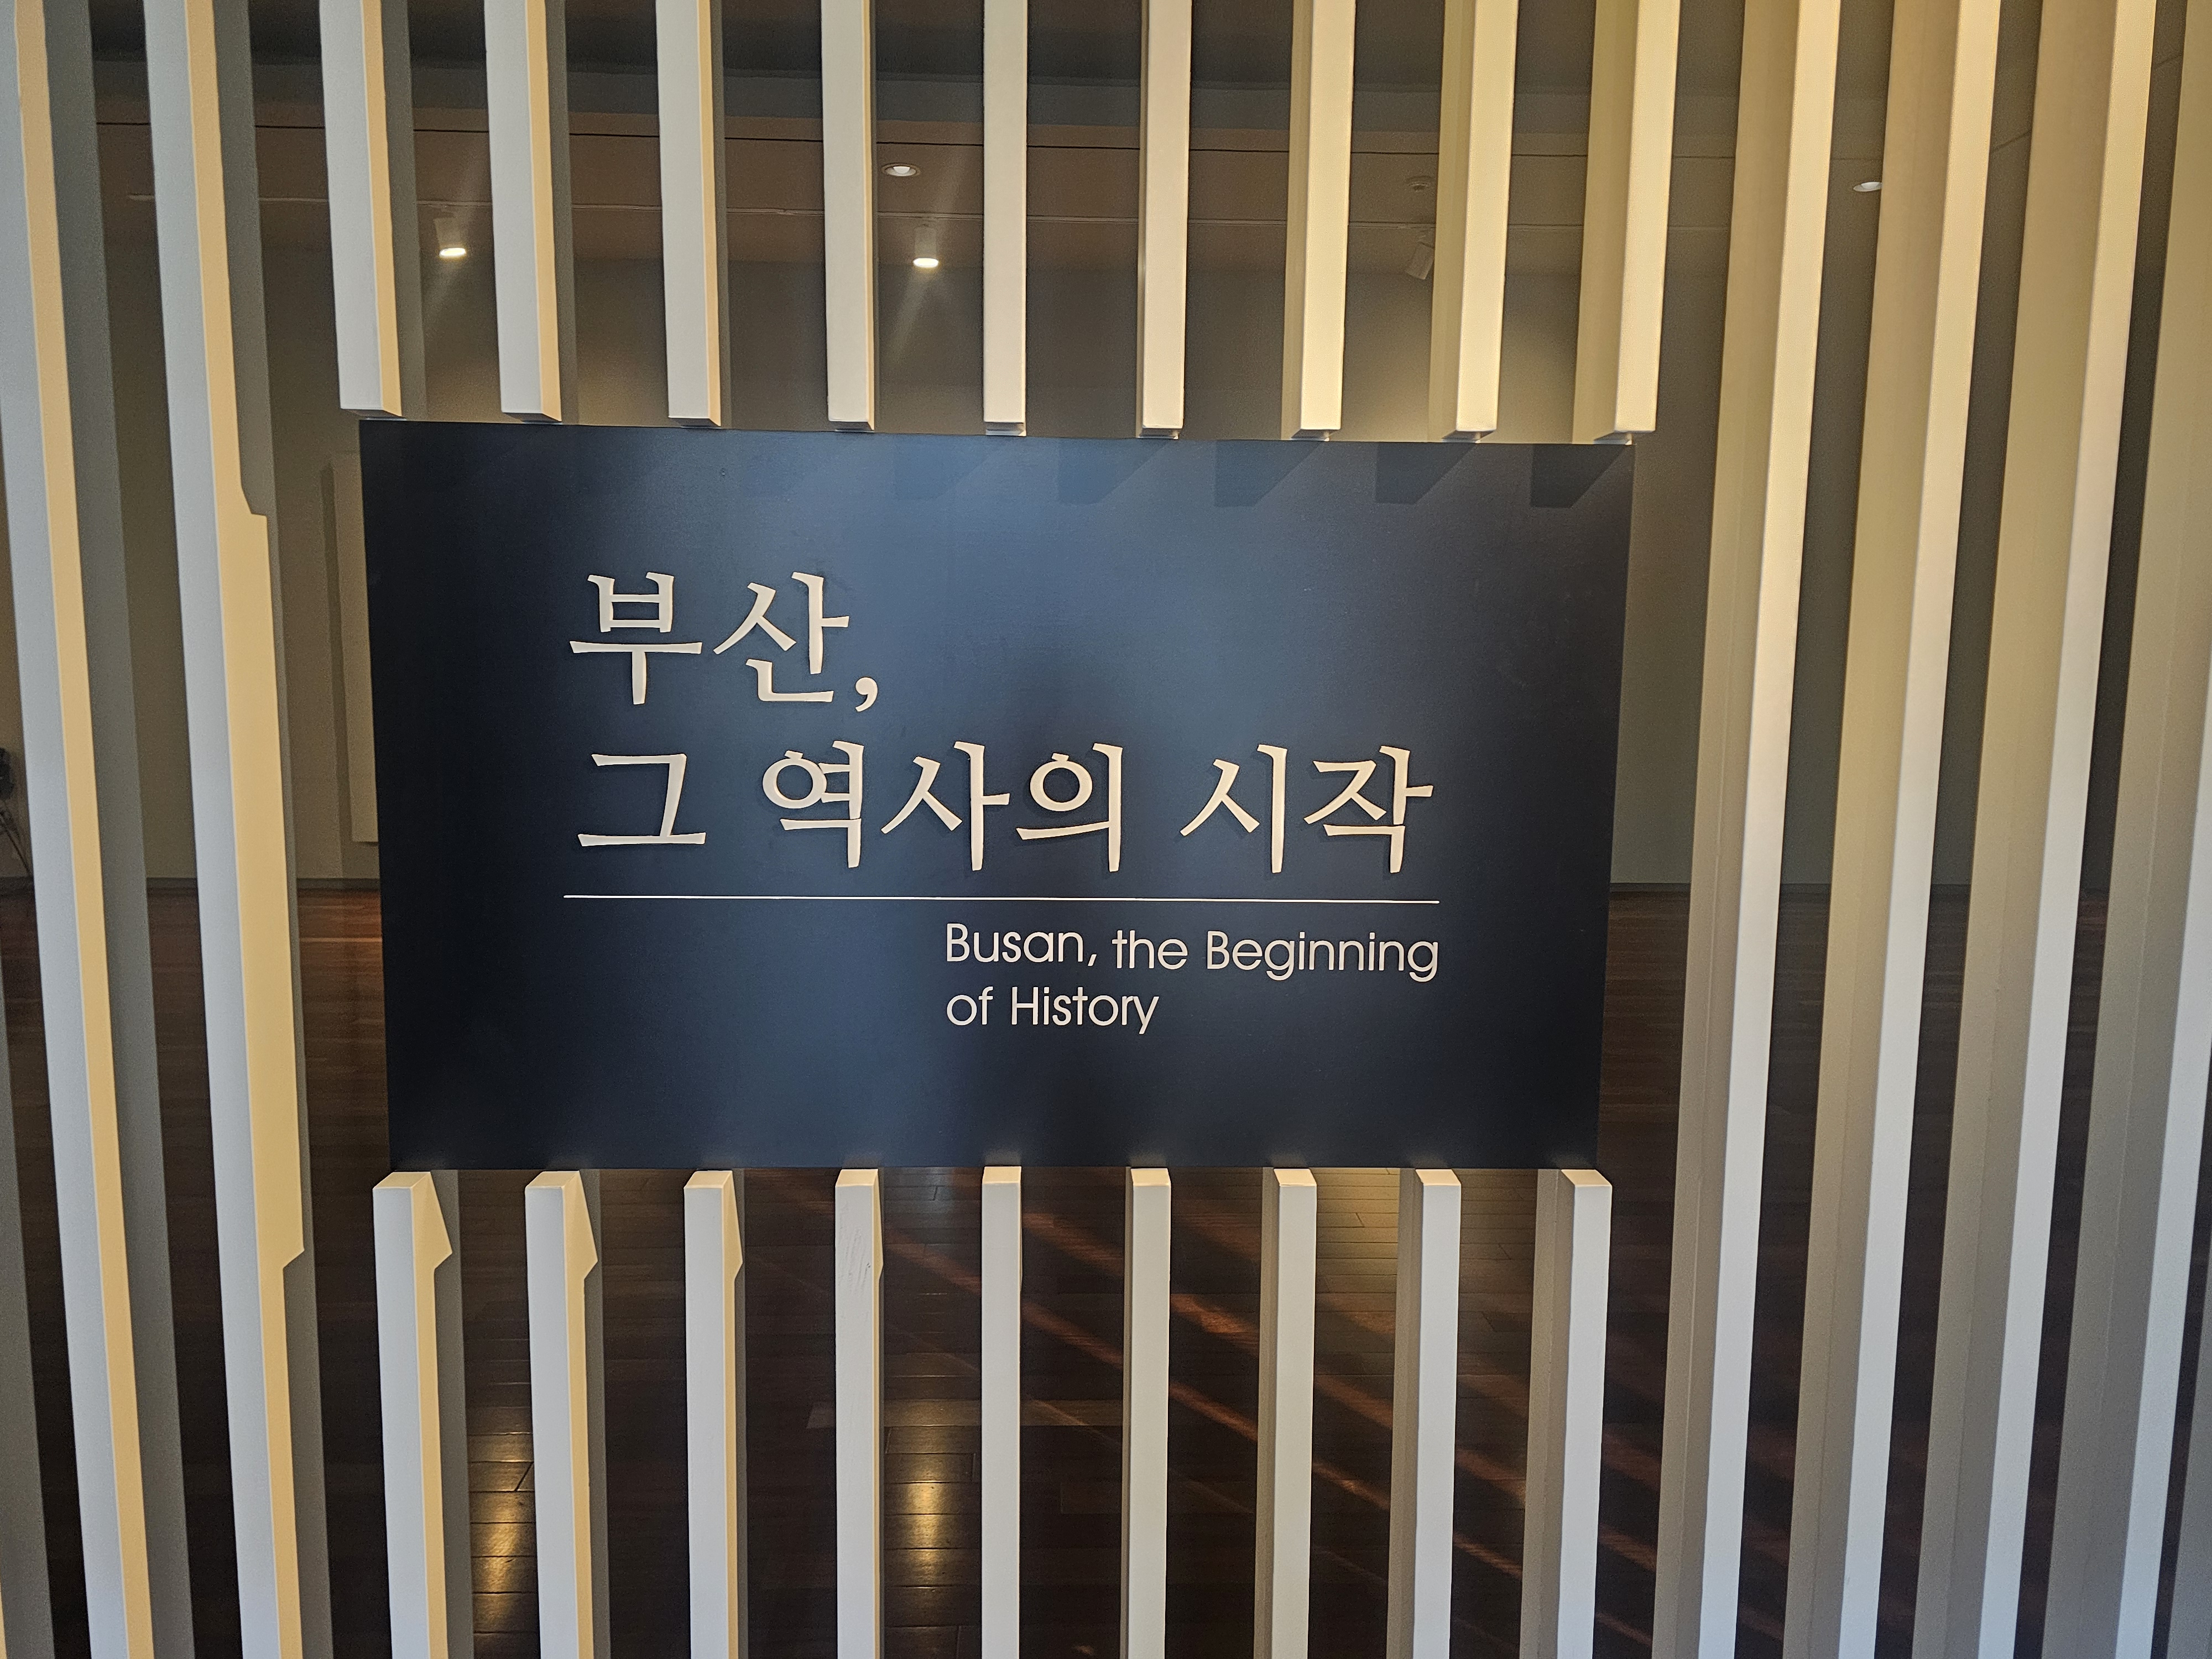 부산,
그 역사의 시작
Busan, the Beginning
of History